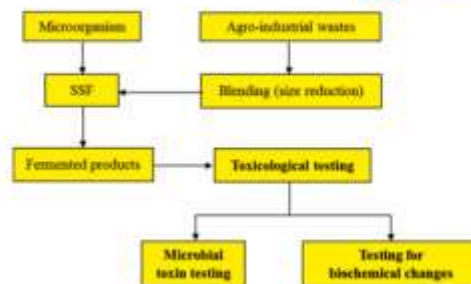 Microorganism
Agro-industrial wastes
SSF
Blending (size reduction)
Fermented products
Toxicological testing
Microbial
toxin testing
Testing for
biochemical changes